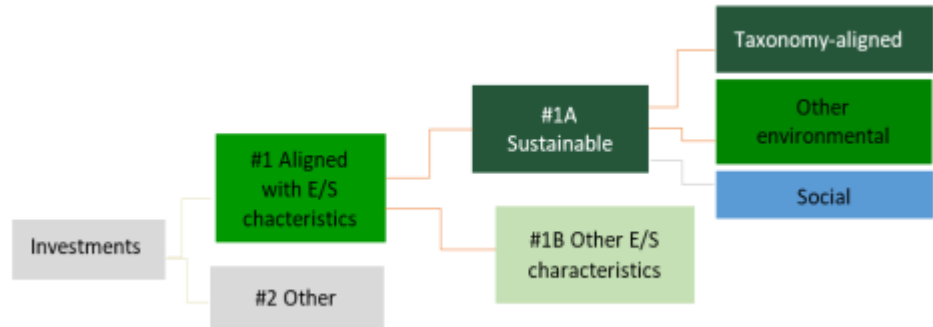 Investments
#1 Aligned
with E/S
chacteristics
#2 Other
#1A
Sustainable
#1B Other E/S
characteristics
Taxonomy-aligned
Other
environmental
Social